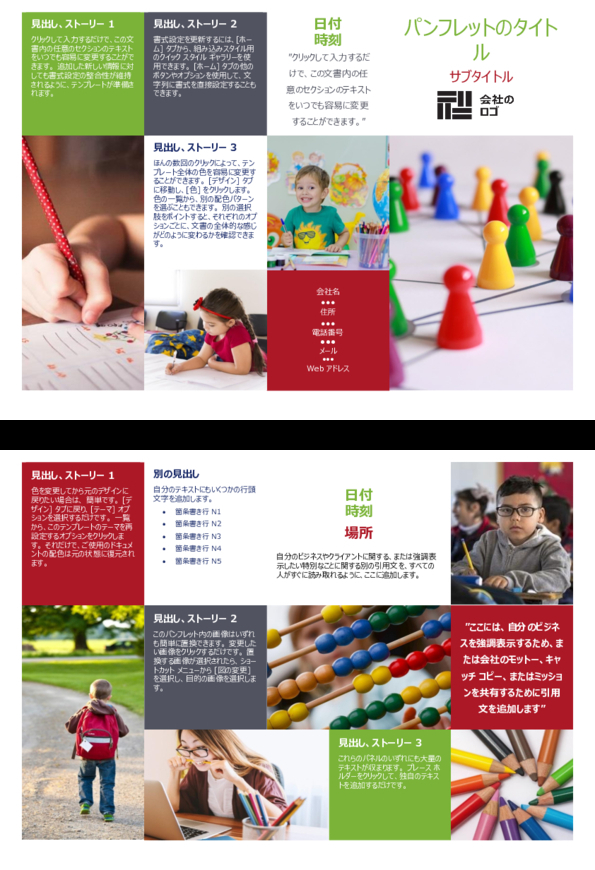 見出し、ストーリー 1
クリックして入力するだけで、この文
書内の任意のセクションのテキスト
をいつでも容易に変更することがで
きます。追加した新しい情報に対
しても書式設定の整合性が維持
されるように、テンプレートが準備さ
れます。
見出し、ストーリー 2
書式設定を更新するには、[ホー
ム] タブから、組み込みスタイル用
のクイック スタイル ギャラリーを使
用できます。[ホーム] タブの他の
ボタンやオプションを使用して、文
字列に書式を直接設定することも
できます。
日付
時刻
"クリックして入力するだ
けで、この文書内の任
意のセクションのテキスト
をいつでも容易に変更
することができます。"
パンフレットのタイト
ル
サブタイトル
会社の
ロゴ
見出し、ストーリー 3
ほんの数回のクリックによって、テン
プレート全体の色を容易に変更す
ることができます。[デザイン] タブ
に移動し、[色] をクリックします。
色の一覧から、別の配色パターン
を選ぶこともできます。別の選択
肢をポイントすると、それぞれのオプ
ションごとに、文書の全体的な感じ
がどのように変わるかを確認できま
す。
会社名
●●●
住所
●●●
電話番号
●●●
メール
●●●
Web アドレス
見出し、ストーリー 1
色を変更してから元のデザインに
戻りたい場合は、簡単です。[デ
ザイン] タブに戻り、[テーマ] オプ
ションを選択するだけです。一覧
から、このテンプレートのテーマを再
設定するオプションをクリックしま
す。それだけで、ご使用のドキュメ
ントの配色は元の状態に復元され
ます。
別の見出し
自分のテキストにもいくつかの行頭
文字を追加します。
• 箇条書き行 N1
• 箇条書き行 N2
• 箇条書き行 N3
• 箇条書き行 N4
• 箇条書き行 N5
日付
時刻
場所
自分のビジネスやクライアントに関する、または強調表
示したい特別なことに関する別の引用文を、すべての
人がすぐに読み取れるように、ここに追加します。
見出し、ストーリー 2
このパンフレット内の画像はいずれ
も簡単に置換できます。変更した
い画像をクリックするだけです。置
換する画像が選択されたら、ショー
トカット メニューから [図の変更]
を選択し、目的の画像を選択しま
す。
"ここには、自分のビジネ
スを強調表示するため、ま
たは会社のモットー、キャ
ッチ コピー、またはミッショ
ンを共有するために引用
文を追加します"
見出し、ストーリー 3
これらのパネルのいずれにも大量の
テキストが収まります。プレース ホ
ルダーをクリックして、独自のテキス
トを追加するだけです。